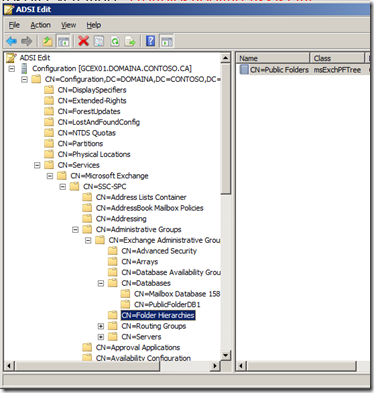 ADSI Edit
File Action View Help
ADSI Edit
Configuration [GCEX01.DOMAINA.CONTOSO.CA]
CN=Configuration,DC=DOMAINA,DC=CONTOSO,DC=
CN=DisplaySpecifiers
CN=Extended-Rights
CN=ForestUpdates
CN=LostAndFoundConfig
CN=NTDS Quotas
CN=Partitions
CN=Physical Locations
CN=Services
CN=Microsoft Exchange
CN=SSC-SPC
CN=Address Lists Container
CN=AddressBook Mailbox Policies
CN=Addressing
CN=Administrative Groups
CN=Exchange Administrative Grou
CN=Advanced Security
CN=Arrays
CN=Database Availability Grou
CN=Databases
CN=Mailbox Database 158
CN=PublicFolderDB1
CN=Folder Hierarchies
CN=Routing Groups
CN=Servers
CN=Approval Applications
CN=Availability Configuration
Name Class
CN=Public Folders msExchPFTree